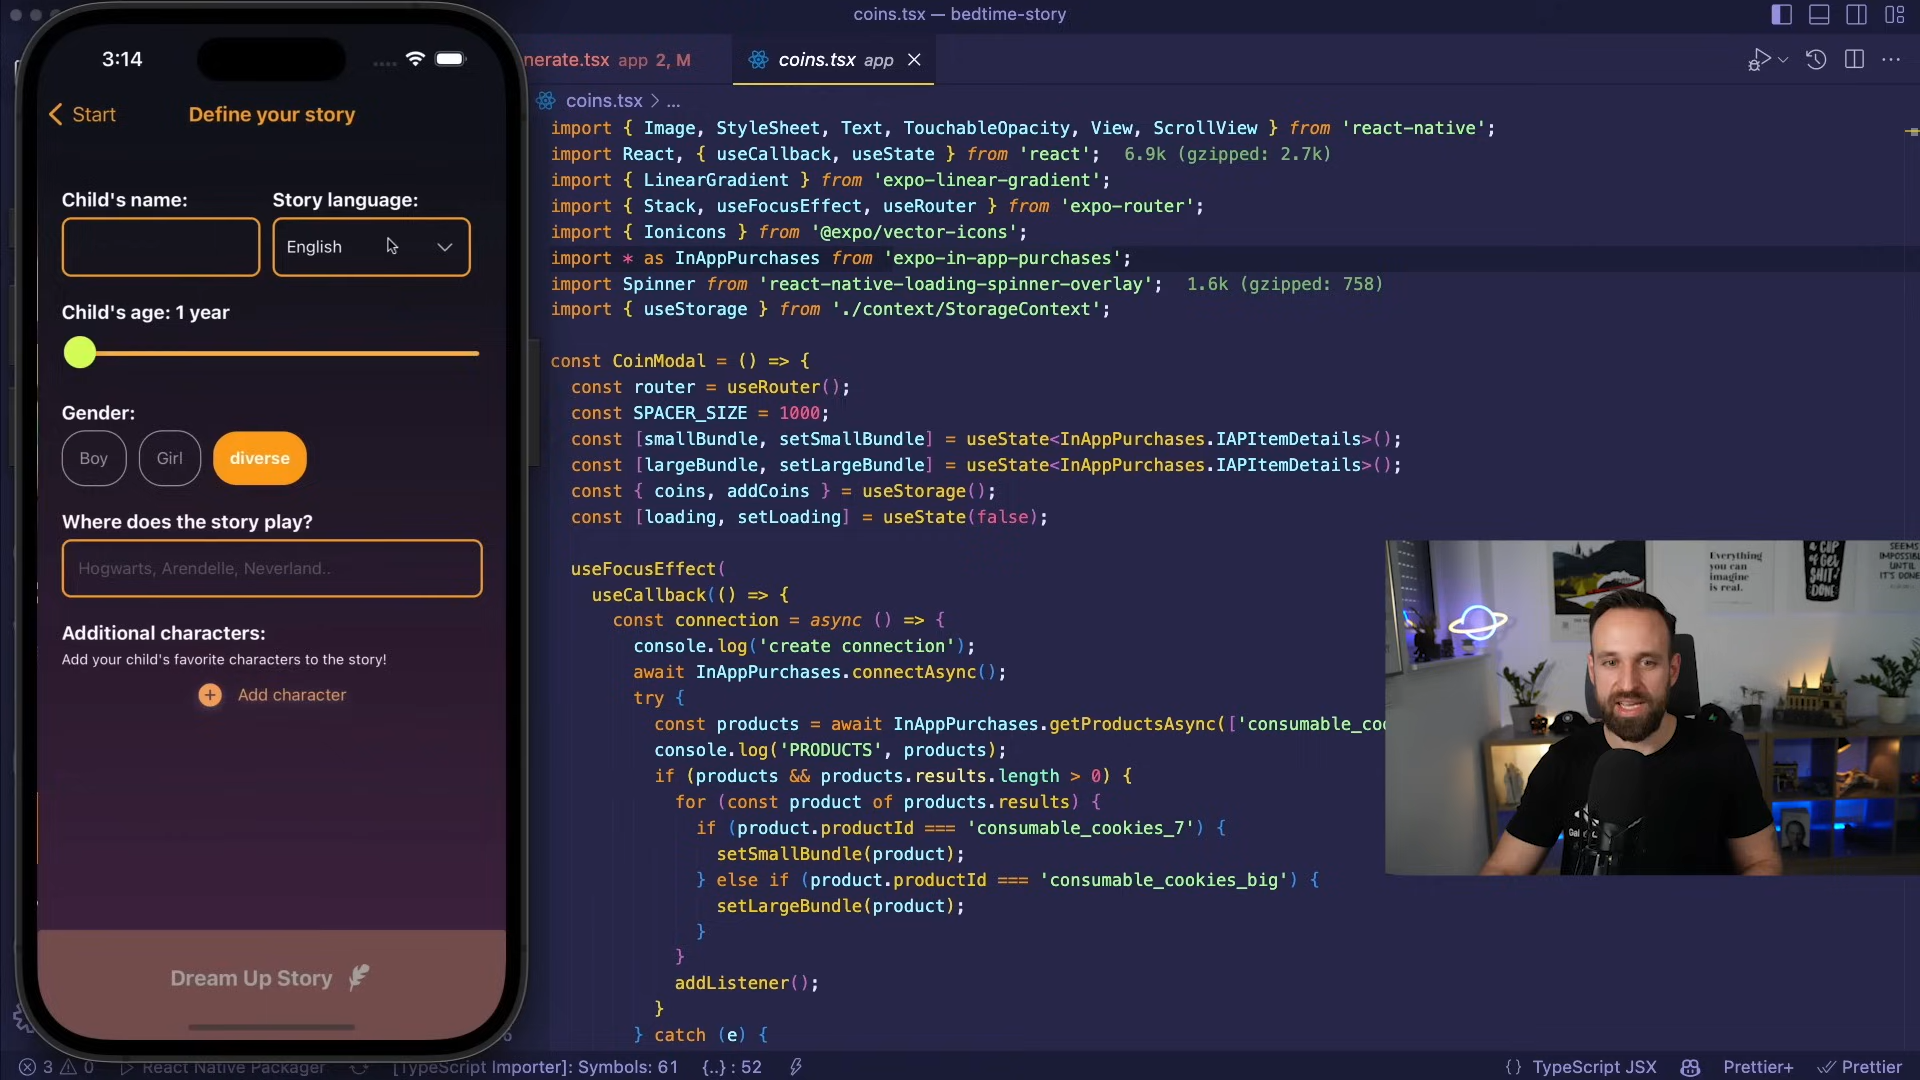 coins.tsx — bedtime-story
nerate.tsx app 2, M
coins.tsx app
coins.tsx > ...
3:14
Start
Define your story
Child's name:
Story language:
English
Child's age: 1 year
Gender:
Boy
Girl
diverse
Where does the story play?
Hogwarts, Arendelle, Neverland..
Additional characters:
Add your child's favorite characters to the story!
Add character
Dream Up Story
import { Image, StyleSheet, Text, TouchableOpacity, View, ScrollView } from 'react-native';
import React, { useCallback, useState } from 'react'; 6.9k (gzipped: 2.7k)
import { LinearGradient } from 'expo-linear-gradient';
import { Stack, useFocusEffect, useRouter } from 'expo-router';
import { Ionicons } from '@expo/vector-icons';
import * as InAppPurchases from 'expo-in-app-purchases';
import Spinner from 'react-native-loading-spinner-overlay'; 1.6k (gzipped: 758)
import { useStorage } from './context/StorageContext';
const CoinModal = () => {
const router = useRouter();
const SPACER_SIZE = 1000;
const [smallBundle, setSmallBundle] = useState<InAppPurchases.IAPItemDetails>();
const [largeBundle, setLargeBundle] = useState<InAppPurchases.IAPItemDetails>();
const { coins, addCoins } = useStorage();
const [loading, setLoading] = useState(false);
useFocusEffect(
useCallback(() => {
const connection = async () => {
console.log('create connection');
await InAppPurchases.connectAsync();
try {
const products = await InAppPurchases.getProductsAsync(['consumable_coo
console.log('PRODUCTS', products);
if (products && products.results.length > 0) {
for (const product of products.results) {
if (product.productId === 'consumable_cookies_7') {
setSmallBundle(product);
} else if (product.productId === 'consumable_cookies_big') {
setLargeBundle(product);
}
}
addListener();
}
} catch (e) {
Everything
you can
imagine
is real.
A CUP
OF GET
SHIT
DONE
SEEMS
IMPOSSIBLE
UNTIL
IT'S DONE.
3 0
React Native Packager
[TypeScript Importer]: Symbols: 61
{..} : 52
{} TypeScript JSX
Prettier+
Prettier